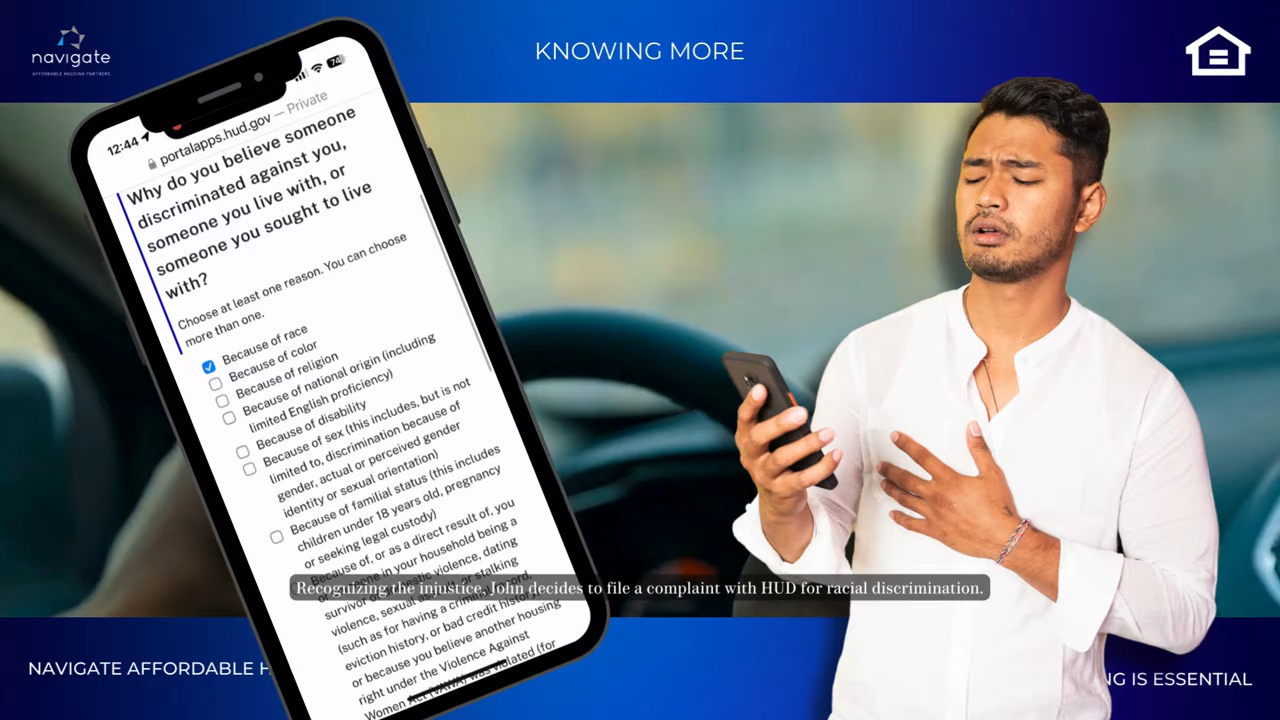 navigate
AFFORDABLE HOUSING PARTNERS
KNOWING MORE
12:44
74
portalapps.hud.gov — Private
Why do you believe someone
discriminated against you,
someone you live with, or
someone you sought to live
with?
Choose at least one reason. You can choose
more than one.
Because of race
Because of color
Because of religion
Because of national origin (including
limited English proficiency)
Because of disability
Because of sex (this includes, but is not
limited to, discrimination because of
gender, actual or perceived gender
identity or sexual orientation)
Because of familial status (this includes
children under 18 years old, pregnancy
or seeking legal custody)
Because of, or as a direct result of, you
in your household being a
survivor of domestic violence, dating
violence, sexual assault, or stalking
(such as for having a criminal record,
eviction history, or bad credit history)
or because you believe another housing
right under the Violence Against
Women Act (VAWA) was violated (for
Recognizing the injustice, John decides to file a complaint with HUD for racial discrimination.
NAVIGATE AFFORDABLE H
NG IS ESSENTIAL